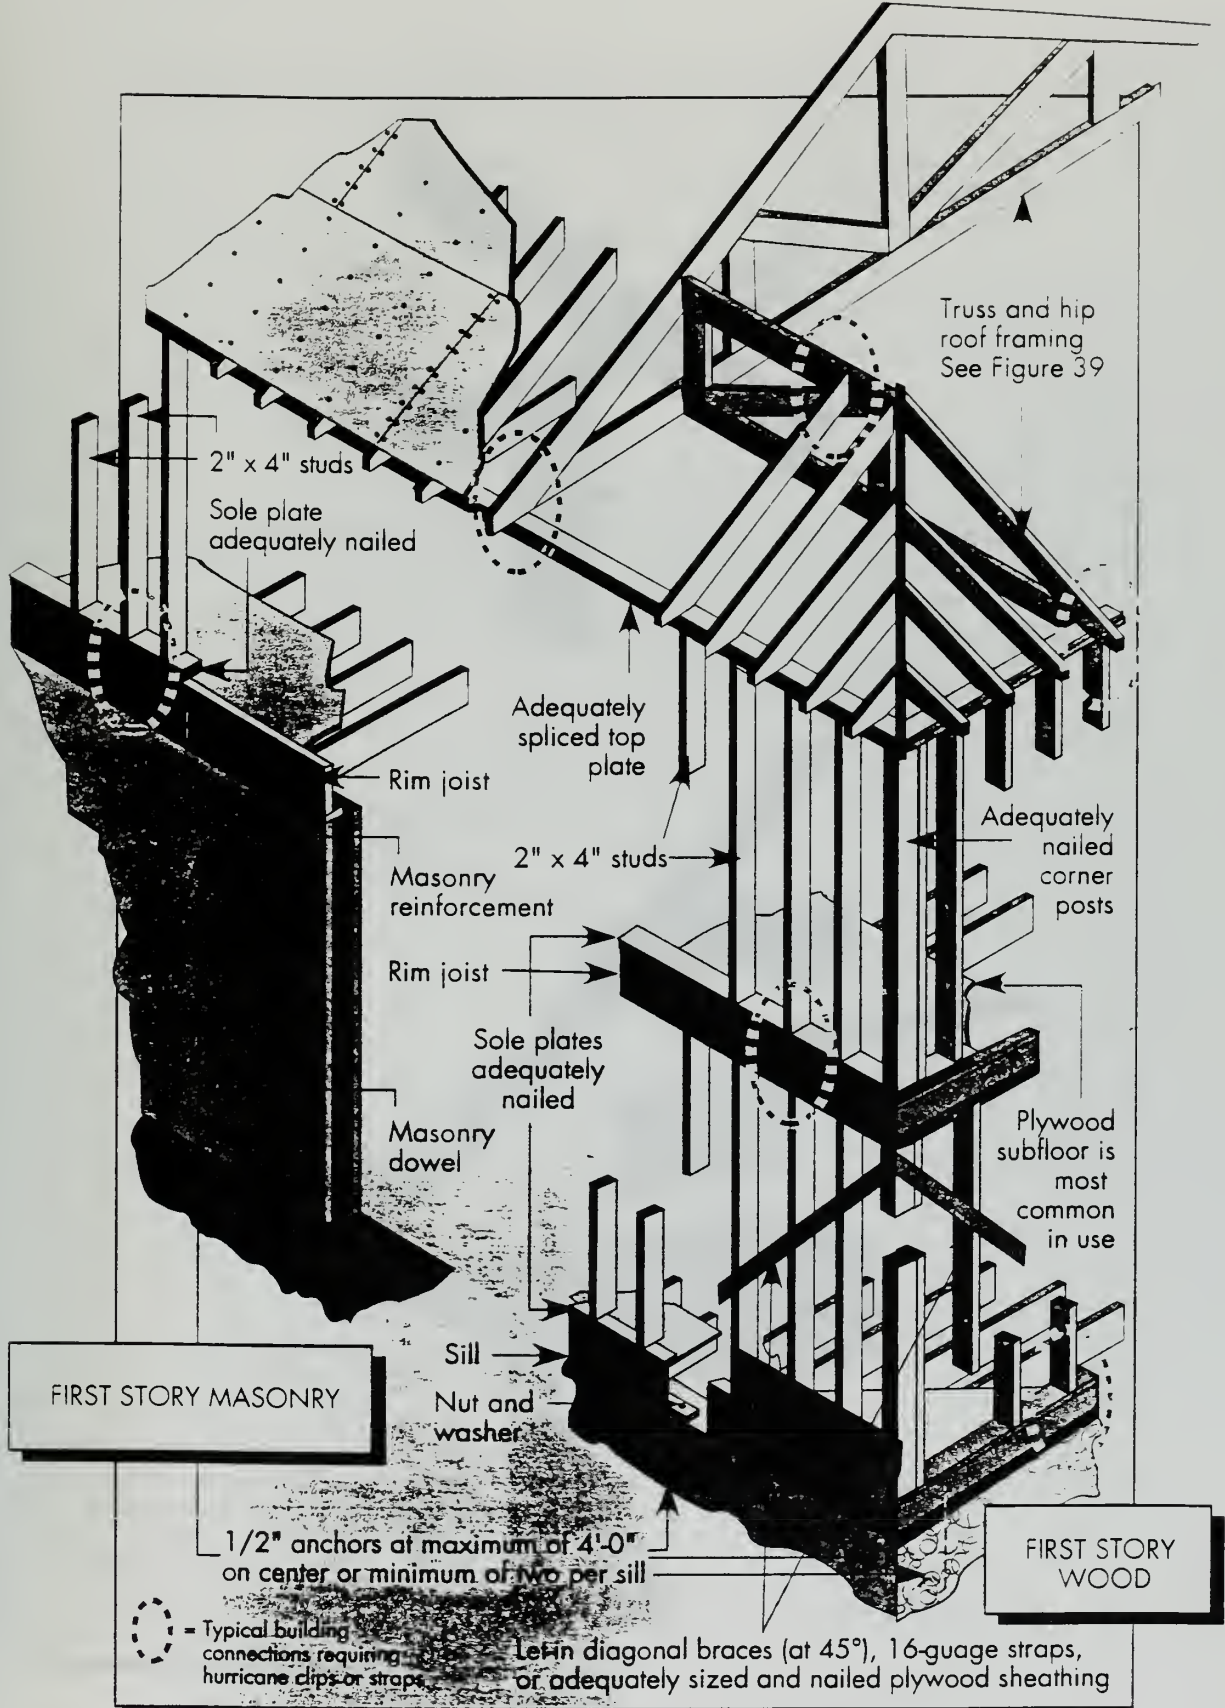 Truss and hip
roof framing
See Figure 39
2" x 4" studs
Sole plate
adequately nailed
Adequately
spliced top
plate
Rim joist
2" x 4" studs
Adequately
nailed
corner
posts
Masonry
reinforcement
Rim joist
Sole plates
adequately
nailed
Masonry
dowel
Plywood
subfloor is
most
common
in use
Sill
Nut and
washer
FIRST STORY MASONRY
1/2" anchors at maximum of 4'-0"
on center or minimum of two per sill
FIRST STORY
WOOD
= Typical building
connections requiring
hurricane clips or straps
Let-in diagonal braces (at 45°), 16-guage straps,
or adequately sized and nailed plywood sheathing